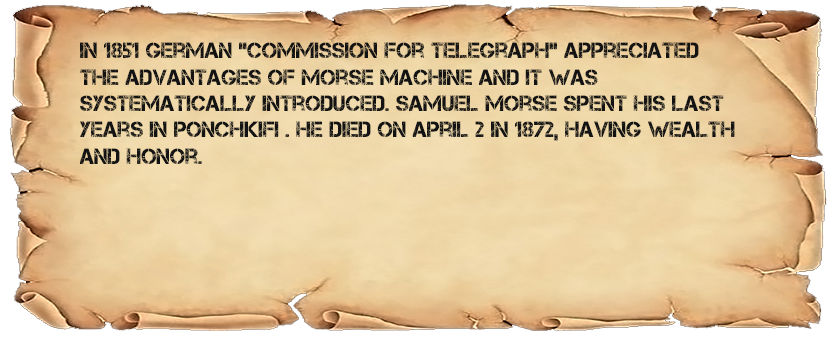 IN 1851 GERMAN "COMMISSION FOR TELEGRAPH" APPRECIATED
THE ADVANTAGES OF MORSE MACHINE AND IT WAS
SYSTEMATICALLY INTRODUCED. SAMUEL MORSE SPENT HIS LAST
YEARS IN PONCHKIFI . HE DIED ON APRIL 2 IN 1872, HAVING WEALTH
AND HONOR.